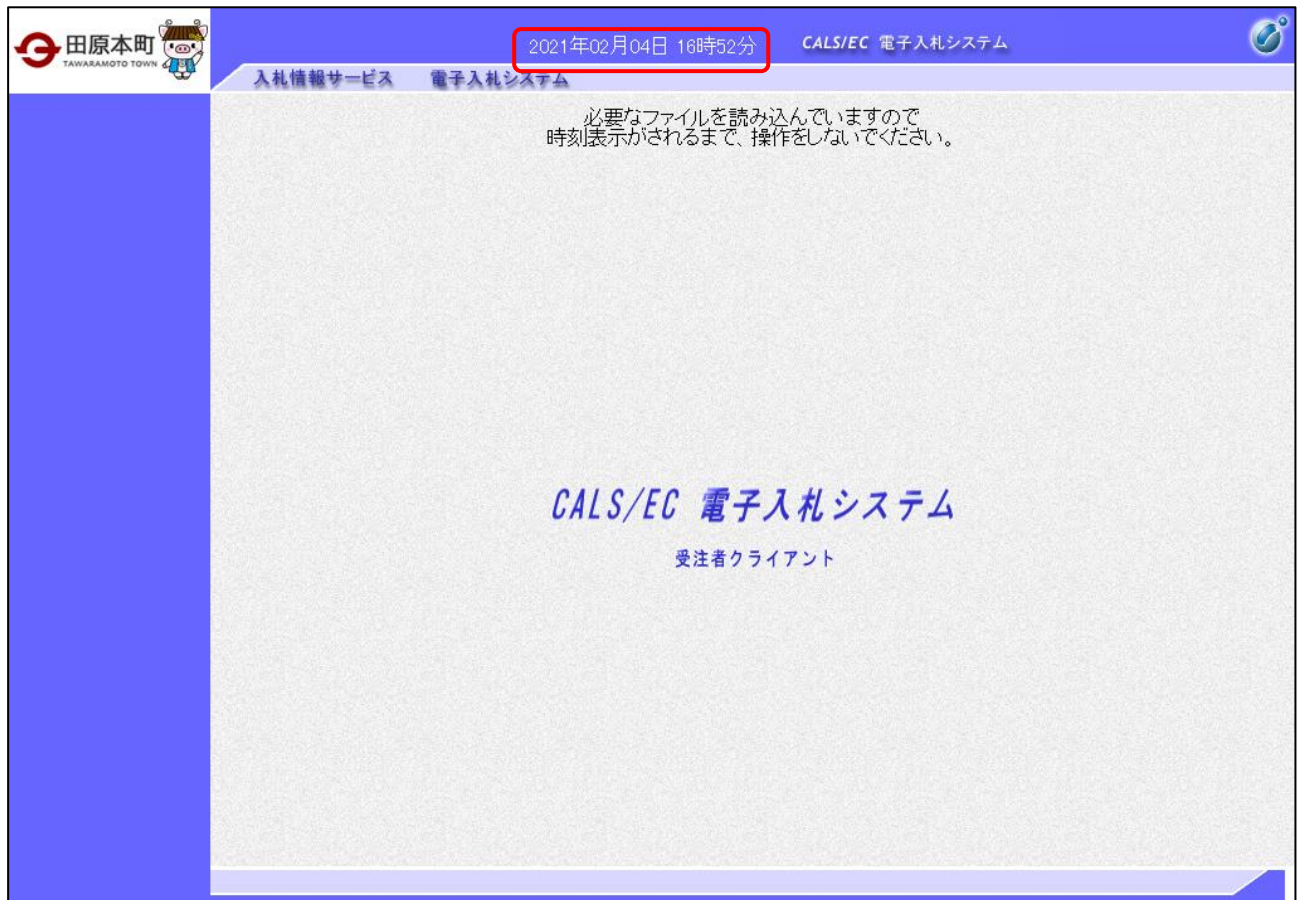 田原本町
TAWARAMOTO TOWN
2021年02月04日 16時52分
CALS/EC 電子入札システム
入札情報サービス
電子入札システム
必要なファイルを読み込んでいますので
時刻表示がされるまで、操作をしないでください。
CALS/EC 電子入札システム
受注者クライアント